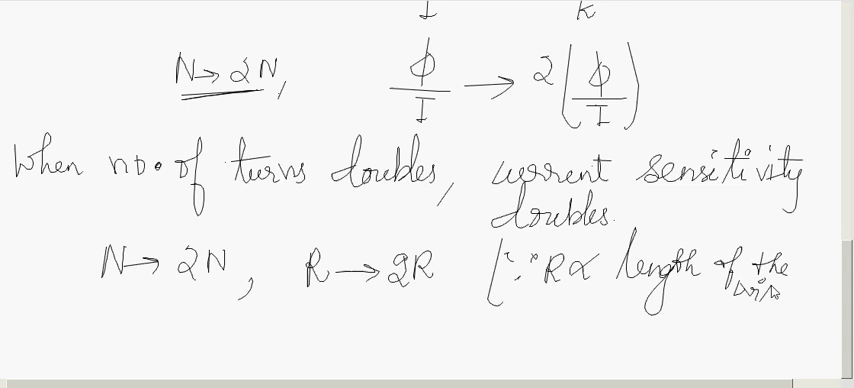 I K
N→2N, ϕ/I → 2(ϕ/I)
When no. of turns doubles, current sensitivity
doubles.
N→2N, R→2R [∵ R∝ length of the
wire